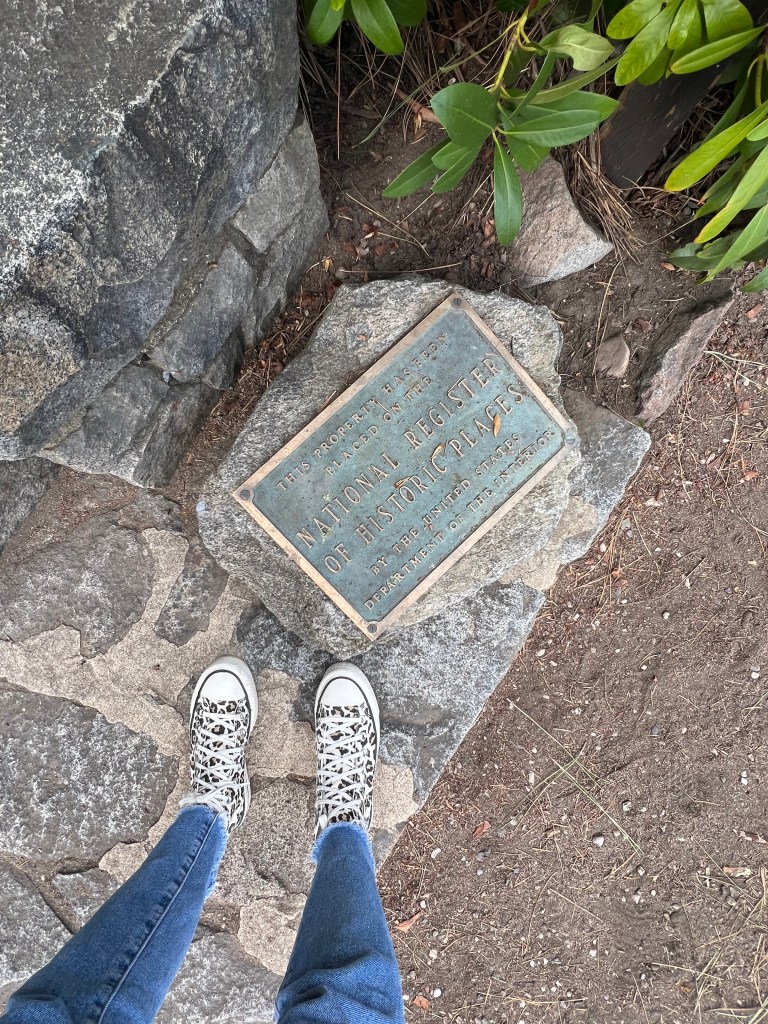 THIS PROPERTY HAS BEEN
PLACED ON THE
NATIONAL REGISTER
OF HISTORIC PLACES
BY THE UNITED STATES
DEPARTMENT OF THE INTERIOR